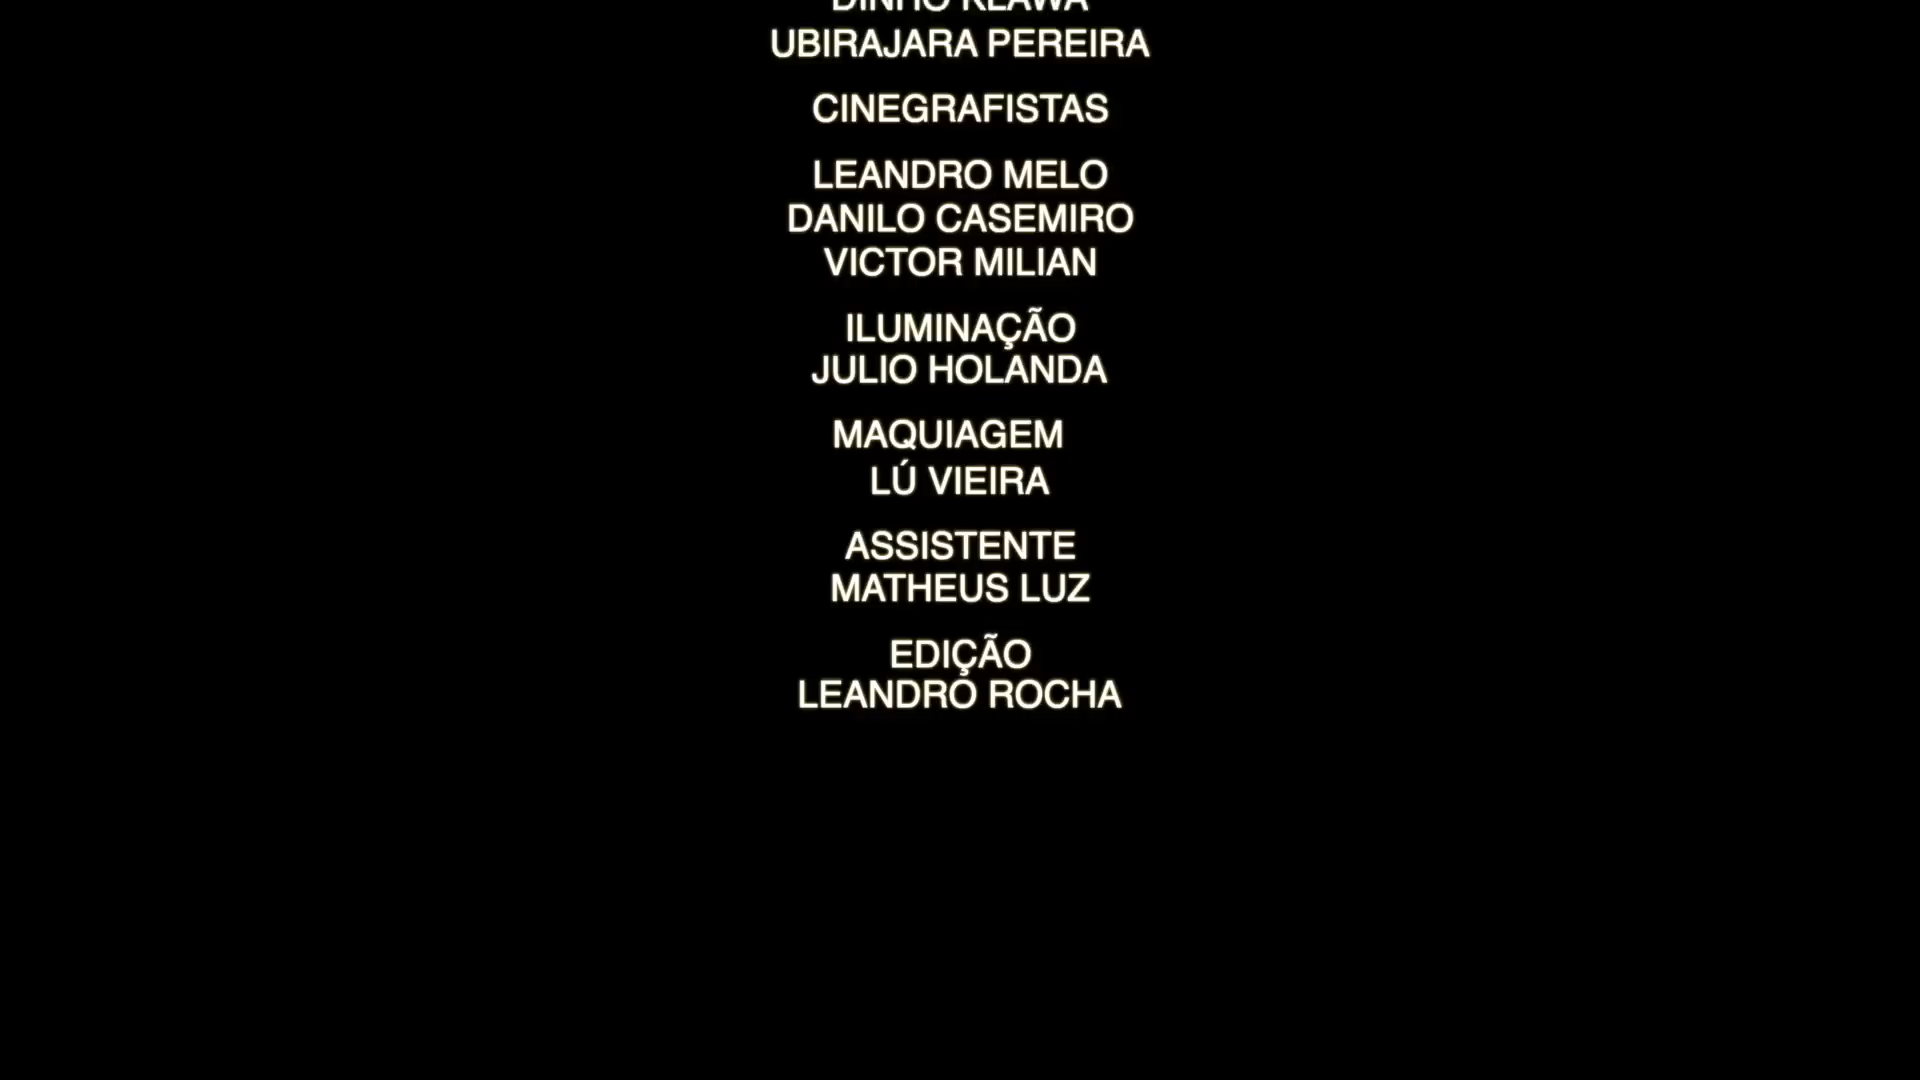 UBIRAJARA PEREIRA
CINEGRAFISTAS
LEANDRO MELO
DANILO CASEMIRO
VICTOR MILIAN
ILUMINAÇÃO
JULIO HOLANDA
MAQUIAGEM
LÚ VIEIRA
ASSISTENTE
MATHEUS LUZ
EDIÇÃO
LEANDRO ROCHA